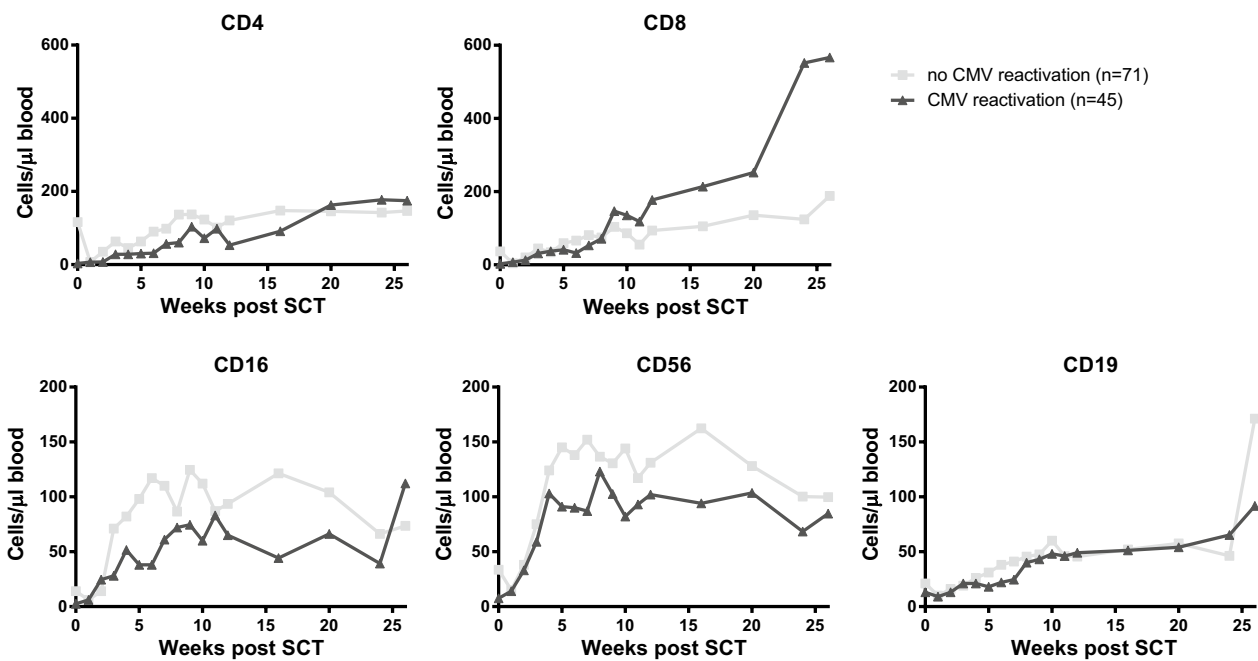 CD4
600
400
200
0
0 5 10 15 20 25
Cells/µl blood
Weeks post SCT
CD8
600
400
200
0
0 5 10 15 20 25
Cells/µl blood
Weeks post SCT
no CMV reactivation (n=71)
CMV reactivation (n=45)
CD16
200
150
100
50
0
0 5 10 15 20 25
Cells/µl blood
Weeks post SCT
CD56
200
150
100
50
0
0 5 10 15 20 25
Cells/µl blood
Weeks post SCT
CD19
200
150
100
50
0
0 5 10 15 20 25
Cells/µl blood
Weeks post SCT